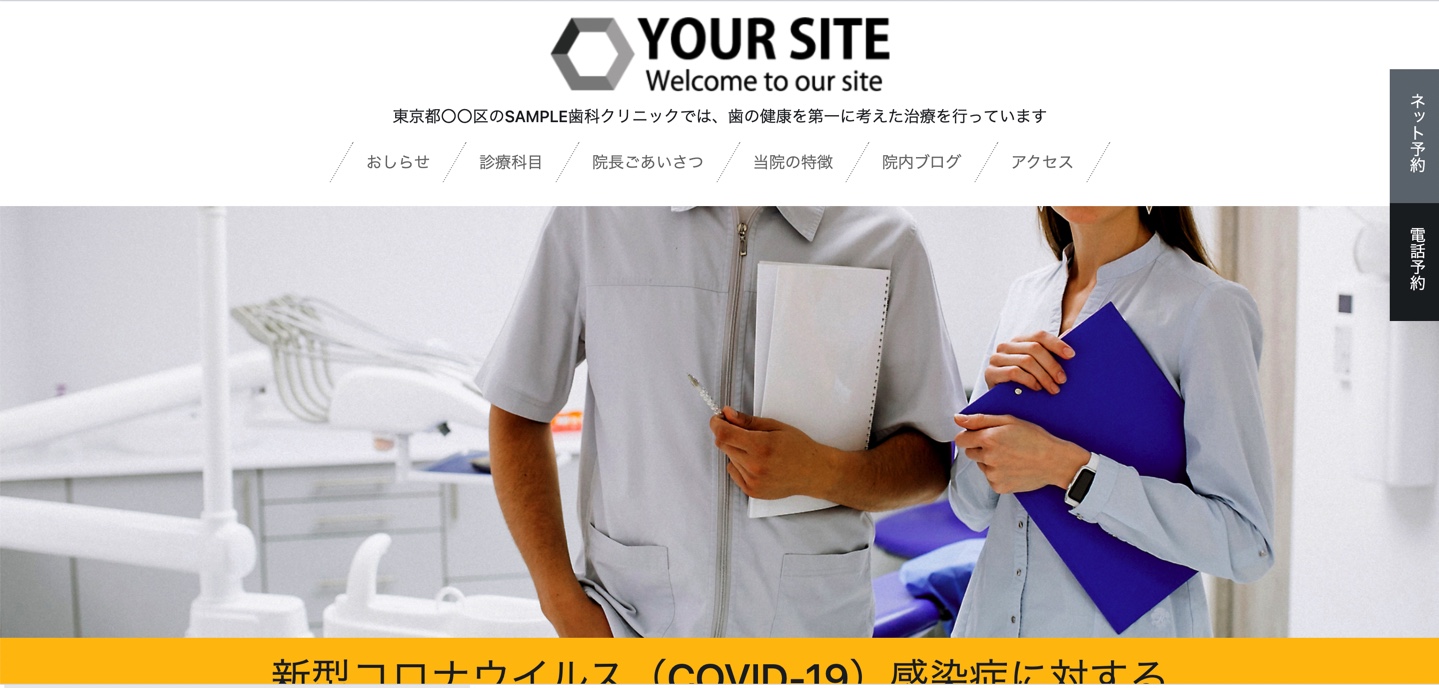 YOUR SITE
Welcome to our site
東京都〇〇区のSAMPLE歯科クリニックでは、歯の健康を第一に考えた治療を行っています
おしらせ
診療科目
院長ごあいさつ
当院の特徴
院内ブログ
アクセス
ネット予約
電話予約
新型コロナウイルス（COVID-19）感染症に対する